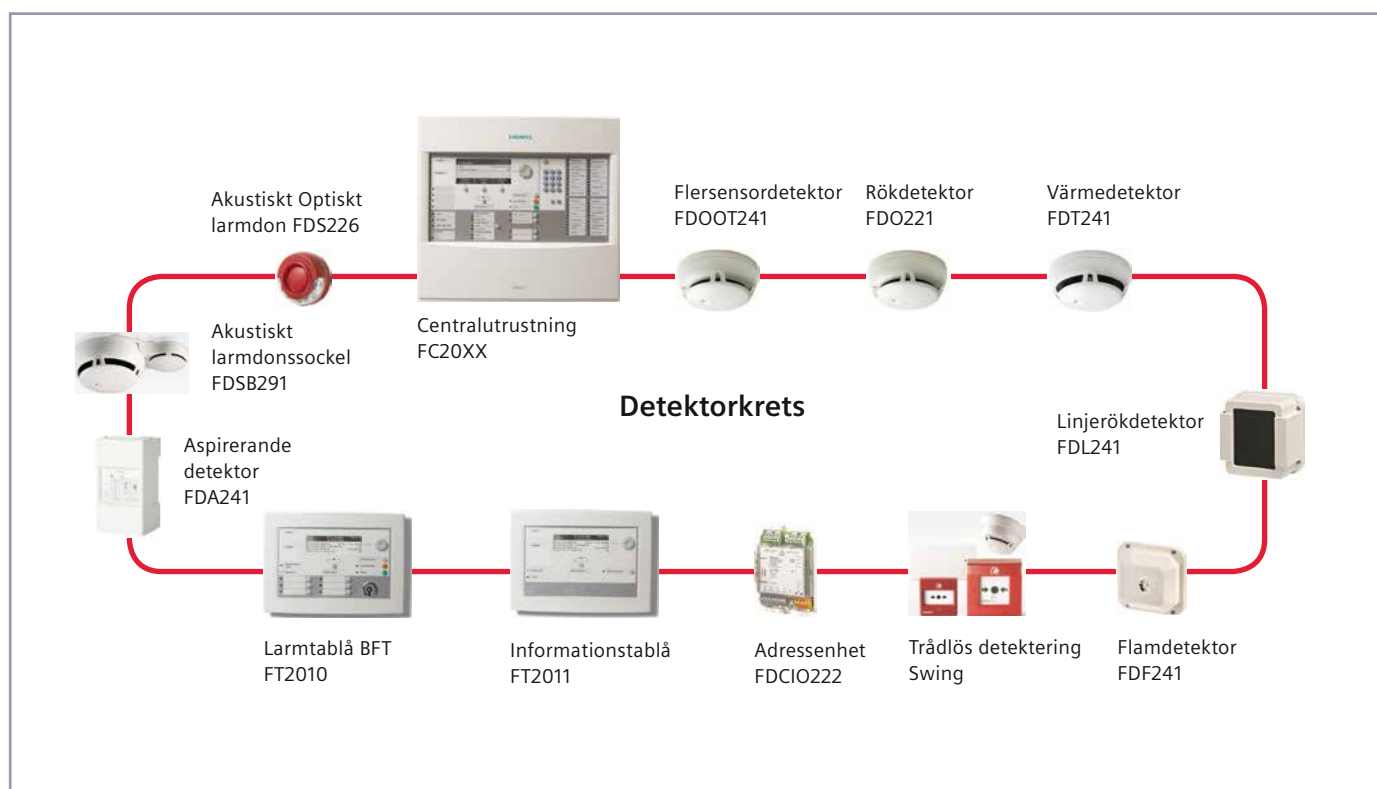 SIEMENS
Akustiskt Optiskt
larmdon FDS226
Flersensordetektor
FDOOT241
Rökdetektor
FDO221
Värmedetektor
FDT241
Akustiskt
larmdonssockel
FDSB291
Centralutrustning
FC20XX
Detektorkrets
Linjerökdetektor
FDL241
Aspirerande
detektor
FDA241
Larmtablå BFT
FT2010
Informationstablå
FT2011
Adressenhet
FDCIO222
Trådlös detektering
Swing
Flamdetektor
FDF241